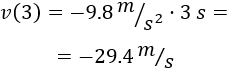 v(3) = −9.8 m/s² · 3 s =
= −29.4 m/s